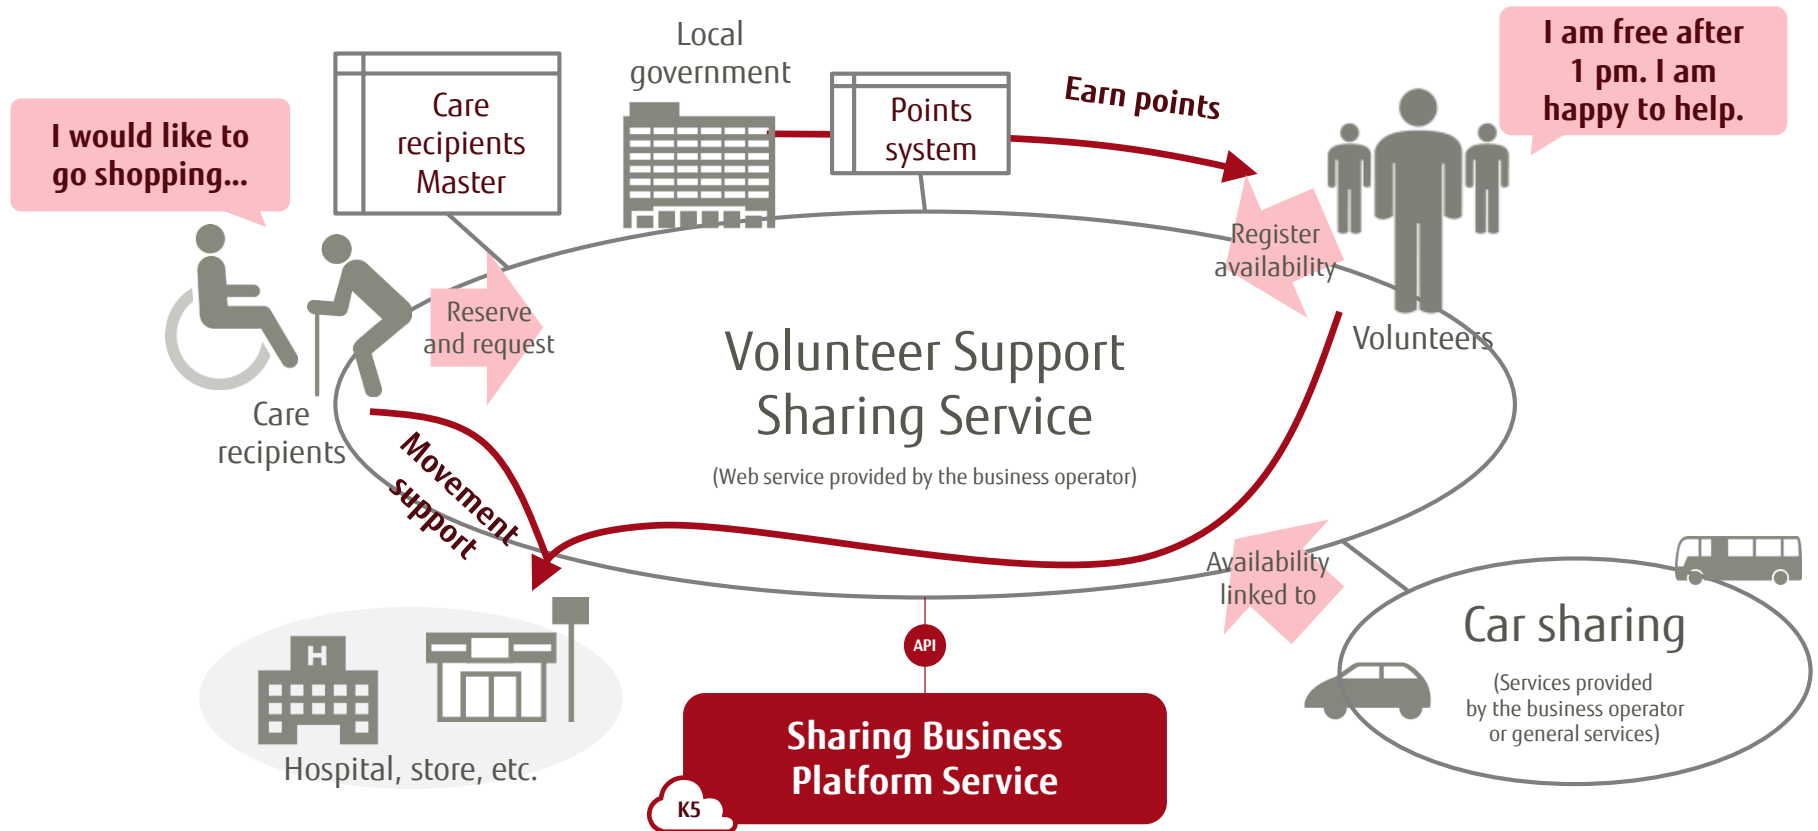 Local
government
I am free after
1 pm. I am
happy to help.
I would like to
go shopping...
Care
recipients
Master
Points
system
Earn points
Register
availability
Reserve
and request
Volunteers
Volunteer Support
Sharing Service
(Web service provided by the business operator)
Care
recipients
Movement
support
Availability
linked to
Car sharing
(Services provided
by the business operator
or general services)
API
H
Hospital, store, etc.
Sharing Business
Platform Service
K5